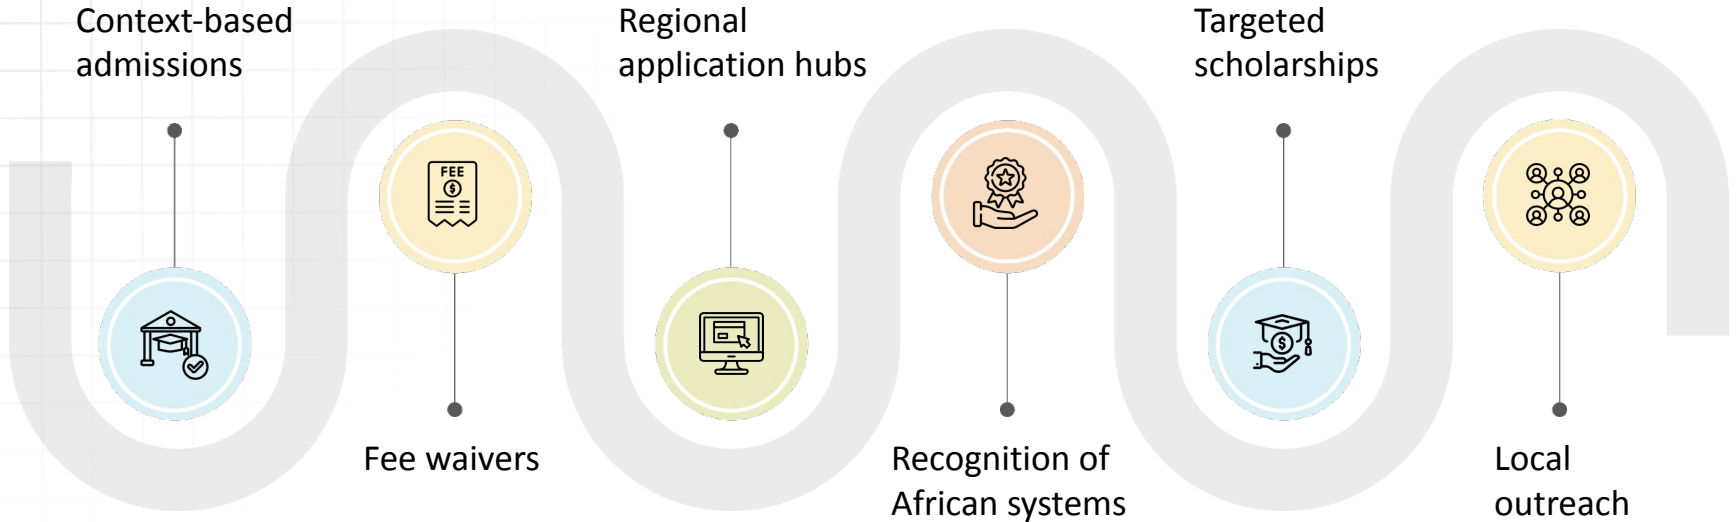 Context-based
admissions
FEE
$
Fee waivers
Regional
application hubs
Recognition of
African systems
Targeted
scholarships
$
Local
outreach